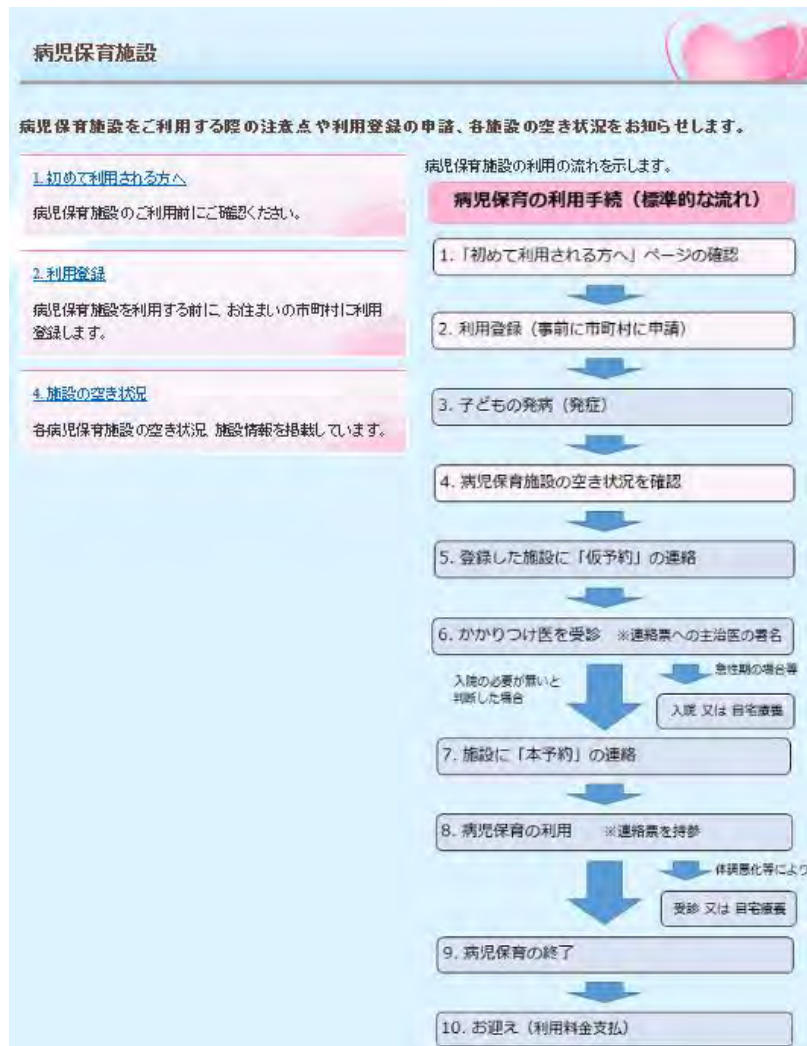 病児保育施設
病児保育施設をご利用する際の注意点や利用登録の申請、各施設の空き状況をお知らせします。
1.初めて利用される方へ
病児保育施設のご利用前にご確認ください。
2.利用登録
病児保育施設を利用する前に、お住まいの市町村に利用
登録します。
4.施設の空き状況
各病児保育施設の空き状況、施設情報を掲載しています。
病児保育施設の利用の流れを示します。
病児保育の利用手続（標準的な流れ）
1.「初めて利用される方へ」ページの確認
2. 利用登録（事前に市町村に申請）
3. 子どもの発病（発症）
4. 病児保育施設の空き状況を確認
5. 登録した施設に「仮予約」の連絡
6. かかりつけ医を受診 ※連絡票への主治医の署名
入院の必要が無いと
判断した場合
急性期の場合等
入院 又は 自宅療養
7. 施設に「本予約」の連絡
8. 病児保育の利用 ※連絡票を持参
体調悪化等により
受診 又は 自宅療養
9. 病児保育の終了
10. お迎え（利用料金支払）